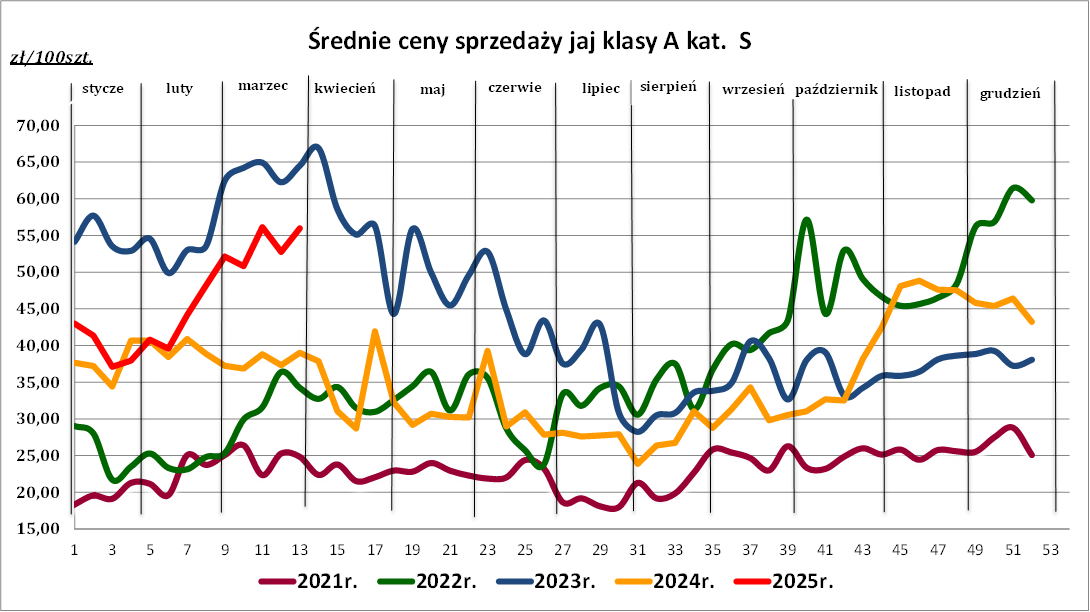 Średnie ceny sprzedaży jaj klasy A kat. S
zł/100szt.
stycze luty marzec kwiecień maj czerwie lipiec sierpień wrzesień październik listopad grudzień
70,00
65,00
60,00
55,00
50,00
45,00
40,00
35,00
30,00
25,00
20,00
15,00
1 3 5 7 9 11 13 15 17 19 21 23 25 27 29 31 33 35 37 39 41 43 45 47 49 51 53
2021r. 2022r. 2023r. 2024r. 2025r.